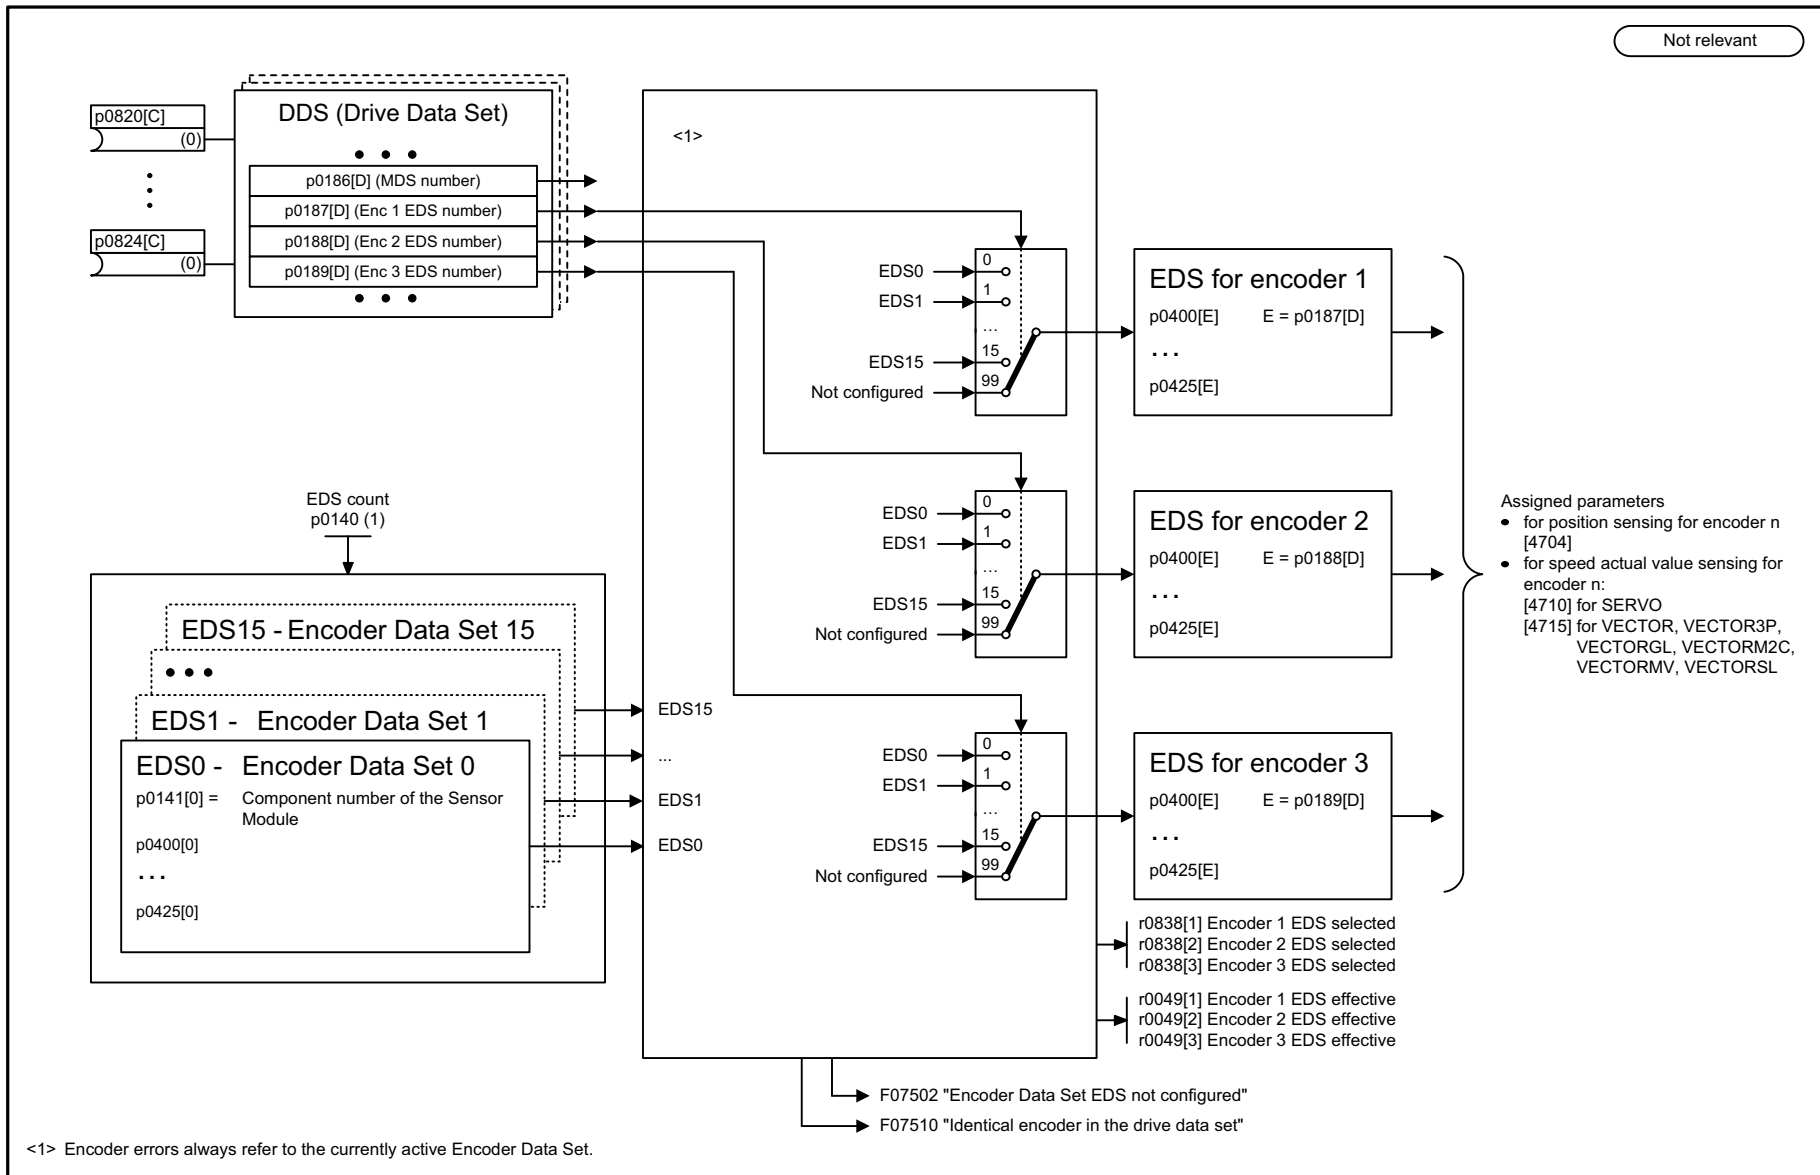 Not relevant
p0820[C]
(0)
p0824[C]
(0)
DDS (Drive Data Set)
• • •
p0186[D] (MDS number)
p0187[D] (Enc 1 EDS number)
p0188[D] (Enc 2 EDS number)
p0189[D] (Enc 3 EDS number)
• • •
<1>
EDS0
0
EDS1
1
...
EDS15
15
Not configured
99
EDS for encoder 1
p0400[E] E = p0187[D]
...
p0425[E]
EDS0
0
EDS1
1
...
EDS15
15
Not configured
99
EDS for encoder 2
p0400[E] E = p0188[D]
...
p0425[E]
EDS0
0
EDS1
1
...
EDS15
15
Not configured
99
EDS for encoder 3
p0400[E] E = p0189[D]
...
p0425[E]
Assigned parameters
• for position sensing for encoder n
[4704]
• for speed actual value sensing for
encoder n:
[4710] for SERVO
[4715] for VECTOR, VECTOR3P,
VECTORGL, VECTORM2C,
VECTORMV, VECTORSL
EDS count
p0140 (1)
EDS15 - Encoder Data Set 15
• • •
EDS1 - Encoder Data Set 1
EDS0 - Encoder Data Set 0
p0141[0] = Component number of the Sensor
Module
p0400[0]
...
p0425[0]
EDS15
...
EDS1
EDS0
r0838[1] Encoder 1 EDS selected
r0838[2] Encoder 2 EDS selected
r0838[3] Encoder 3 EDS selected
r0049[1] Encoder 1 EDS effective
r0049[2] Encoder 2 EDS effective
r0049[3] Encoder 3 EDS effective
F07502 "Encoder Data Set EDS not configured"
F07510 "Identical encoder in the drive data set"
<1> Encoder errors always refer to the currently active Encoder Data Set.